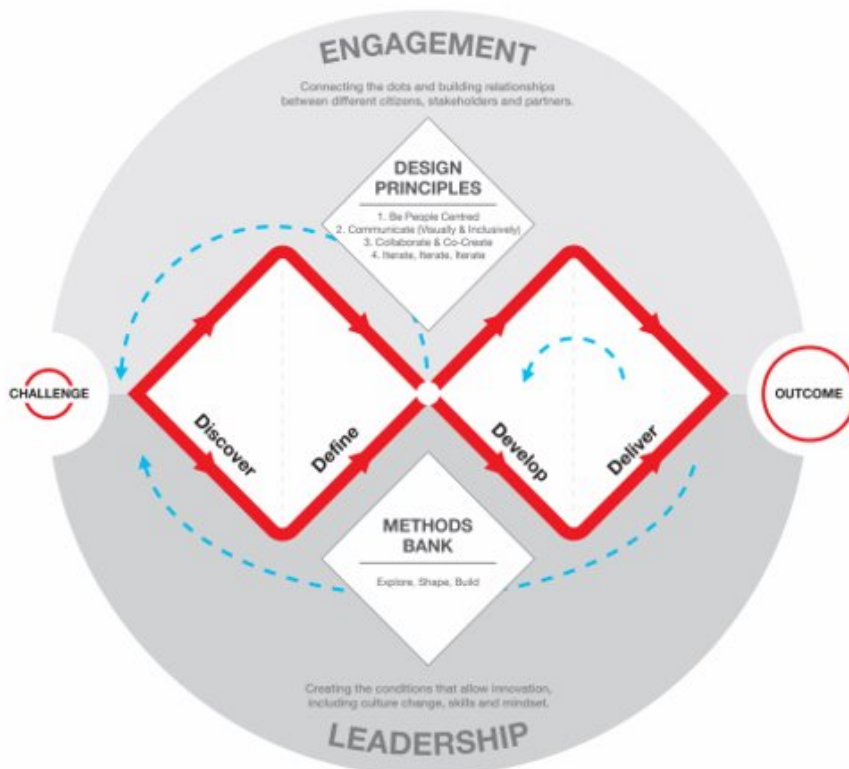 ENGAGEMENT
Connecting the dots and building relationships
between different citizens, stakeholders and partners.
DESIGN
PRINCIPLES
1. Be People Centred
2. Communicate (Visually & Inclusively)
3. Collaborate & Co-Create
4. Iterate, Iterate, Iterate
CHALLENGE
OUTCOME
Discover
Define
Develop
Deliver
METHODS
BANK
Explore, Shape, Build
Creating the conditions that allow innovation,
including culture change, skills and mindset.
LEADERSHIP